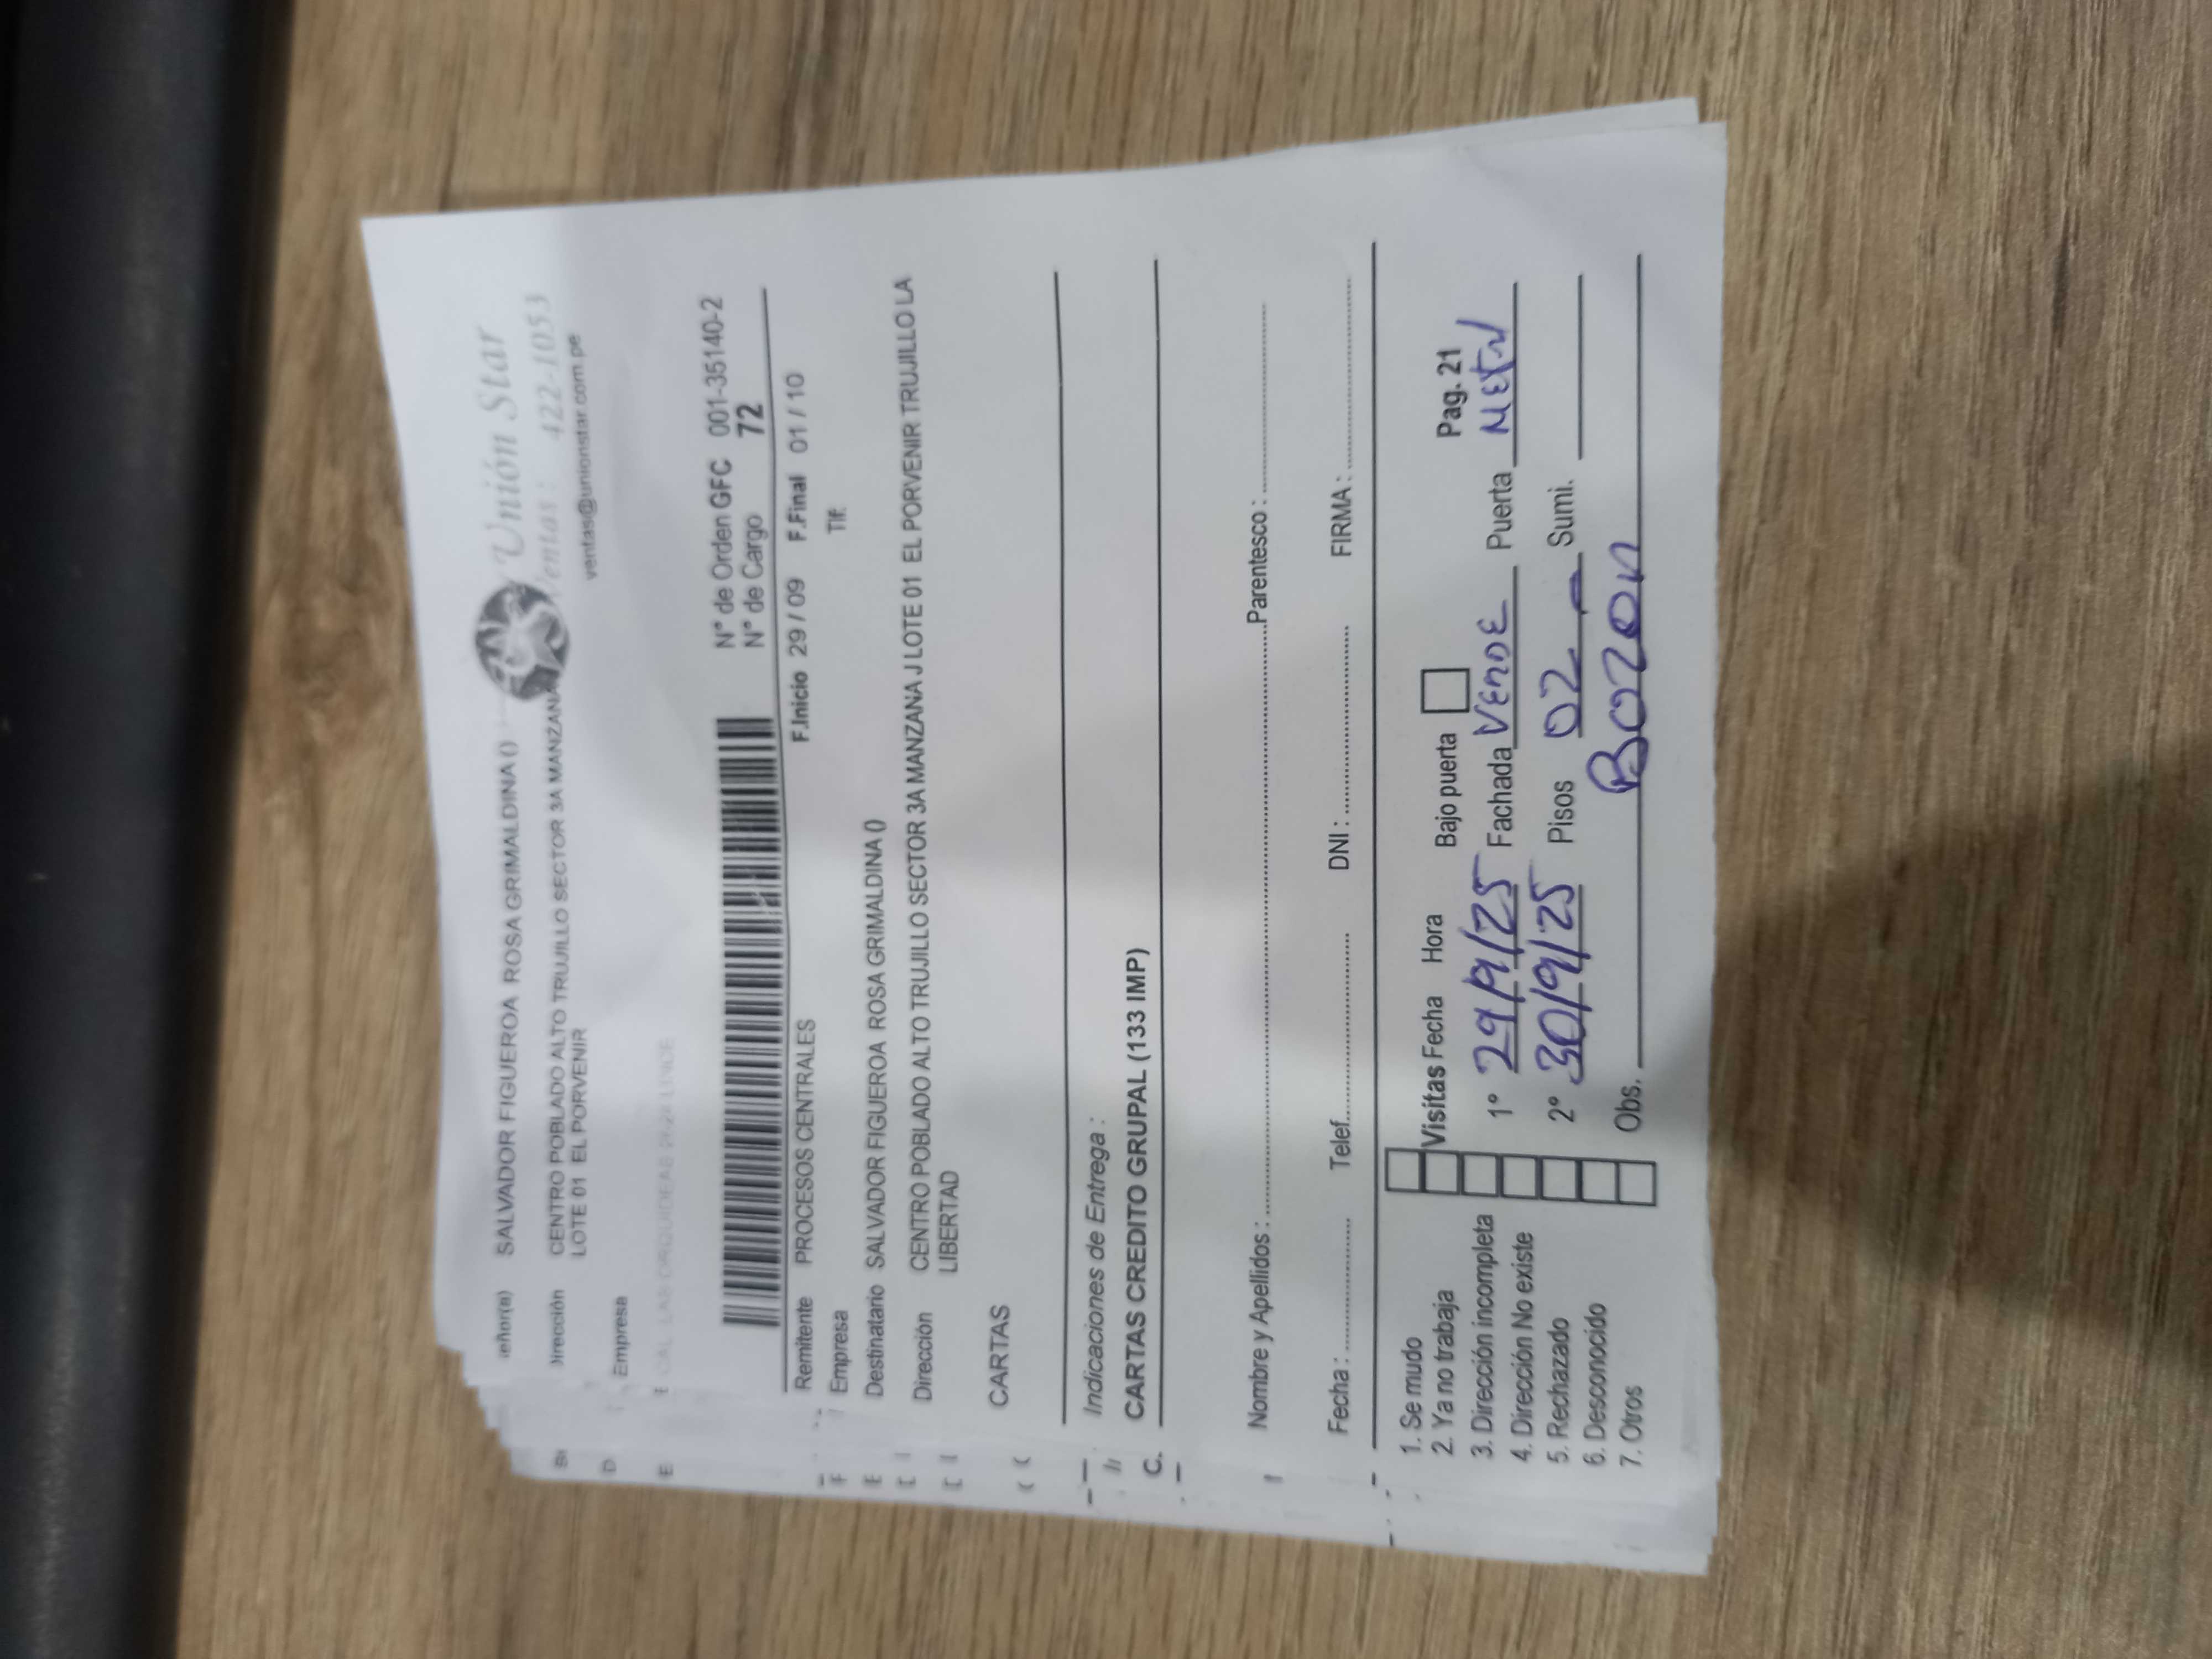 Unión Star
Ventas : 422-1053
ventas@unionstar.com.pe
eñor(a) SALVADOR FIGUEROA ROSA GRIMALDINA ()
irección CENTRO POBLADO ALTO TRUJILLO SECTOR 3A MANZANA
LOTE 01 EL PORVENIR
Empresa
N° de Orden GFC 001-35140-2
N° de Cargo 72
F.Inicio 29 / 09 F.Final 01 / 10
Remitente PROCESOS CENTRALES
Empresa Tlf.
Destinatario SALVADOR FIGUEROA ROSA GRIMALDINA ()
Dirección CENTRO POBLADO ALTO TRUJILLO SECTOR 3A MANZANA J LOTE 01 EL PORVENIR TRUJILLO LA
LIBERTAD
CARTAS
Indicaciones de Entrega :
CARTAS CREDITO GRUPAL (133 IMP)
Nombre y Apellidos : Parentesco :
Fecha : Telef. DNI : FIRMA :
1. Se mudo
2. Ya no trabaja Visitas Fecha Hora Bajo puerta Pag. 21
3. Dirección incompleta 1° 29/9/25 Fachada VERDE Puerta METAL
4. Dirección No existe
5. Rechazado 2° 30/9/25 Pisos 02 Sumi.
6. Desconocido
7. Otros Obs. BOZON